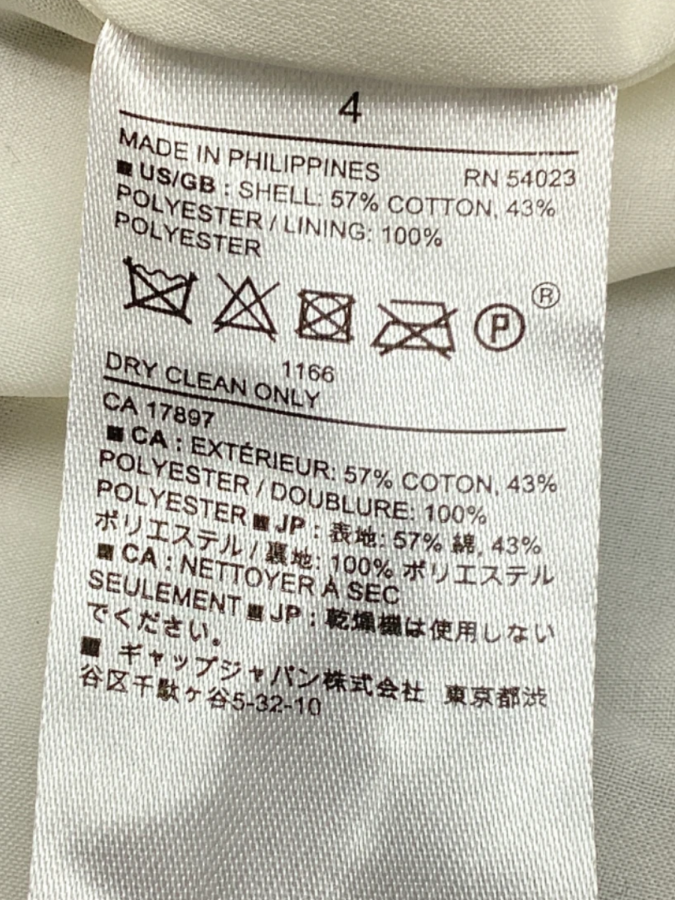 4
MADE IN PHILIPPINES RN 54023
■ US/GB : SHELL: 57% COTTON, 43%
POLYESTER / LINING: 100%
POLYESTER
P ®
1166
DRY CLEAN ONLY
CA 17897
■ CA : EXTÉRIEUR: 57% COTON, 43%
POLYESTER / DOUBLURE: 100%
POLYESTER ■ JP : 表地: 57% 綿, 43%
ポリエステル / 裏地: 100% ポリエステル
■ CA : NETTOYER À SEC
SEULEMENT ■ JP : 乾燥機は使用しない
でください。
■ ギャップジャパン株式会社 東京都渋
谷区千駄ヶ谷5-32-10